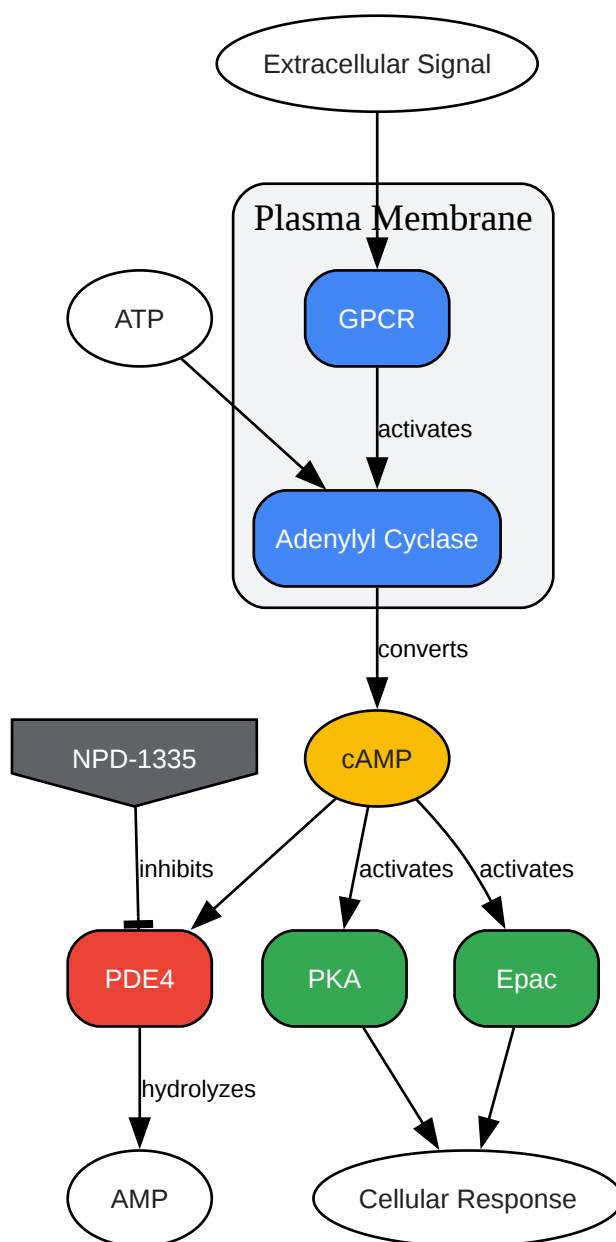 Extracellular Signal
Plasma Membrane
ATP
GPCR
activates
Adenylyl Cyclase
converts
NPD-1335
cAMP
inhibits
activates
activates
PDE4
PKA
Epac
hydrolyzes
AMP
Cellular Response